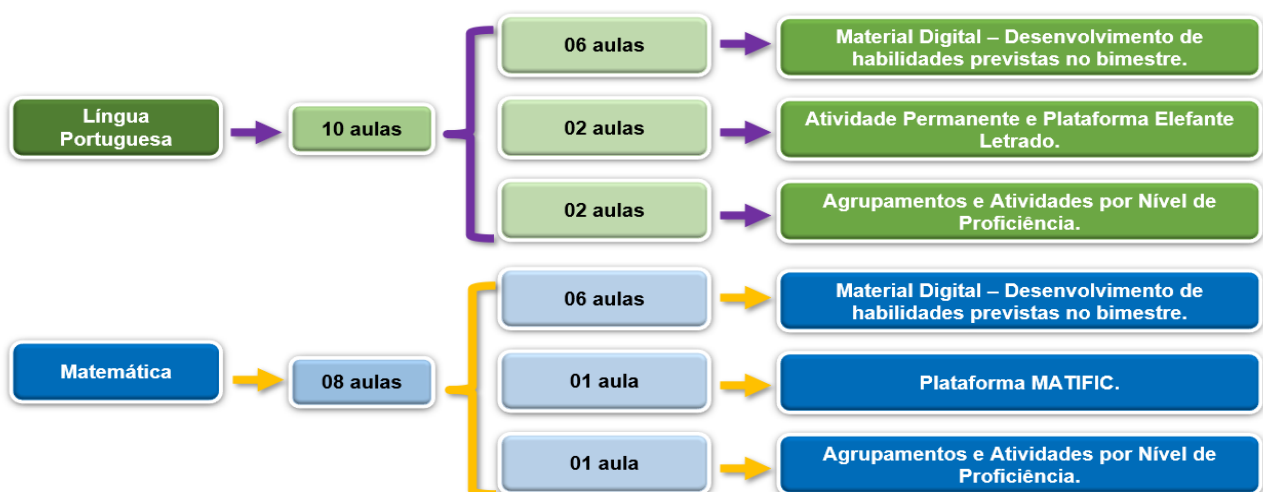 Língua
Portuguesa
10 aulas
06 aulas
Material Digital – Desenvolvimento de
habilidades previstas no bimestre.
02 aulas
Atividade Permanente e Plataforma Elefante
Letrado.
02 aulas
Agrupamentos e Atividades por Nível de
Proficiência.
Matemática
08 aulas
06 aulas
Material Digital – Desenvolvimento de
habilidades previstas no bimestre.
01 aula
Plataforma MATIFIC.
01 aula
Agrupamentos e Atividades por Nível de
Proficiência.